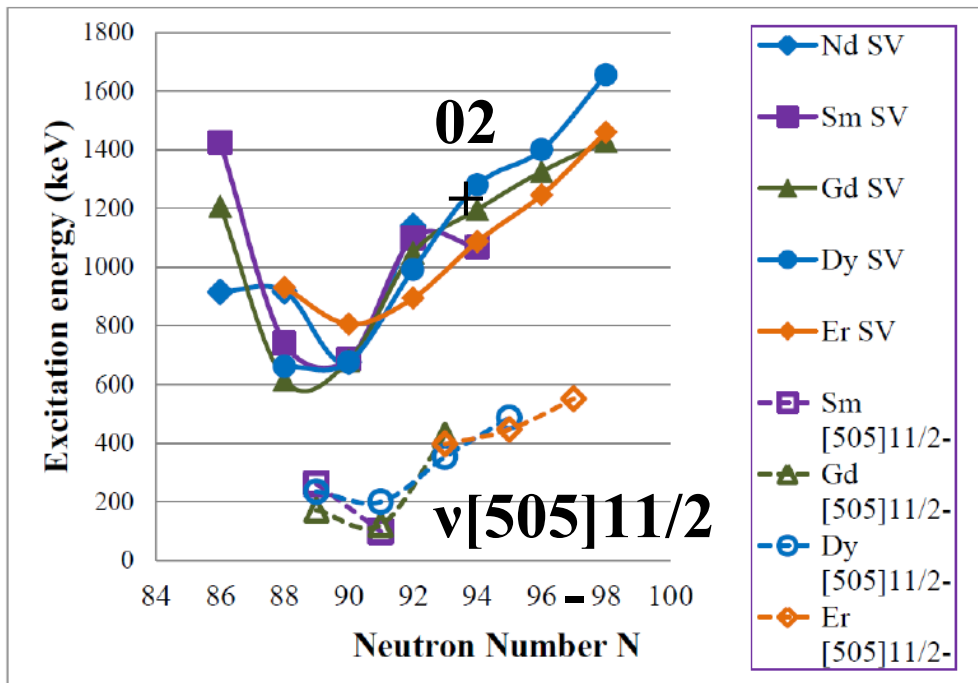 1800
1600
1400
1200
1000
800
600
400
200
0
Excitation energy (keV)
02
+
ν[505]11/2
-
84 86 88 90 92 94 96 98 100
Neutron Number N
Nd SV
Sm SV
Gd SV
Dy SV
Er SV
Sm
[505]11/2-
Gd
[505]11/2-
Dy
[505]11/2-
Er
[505]11/2-